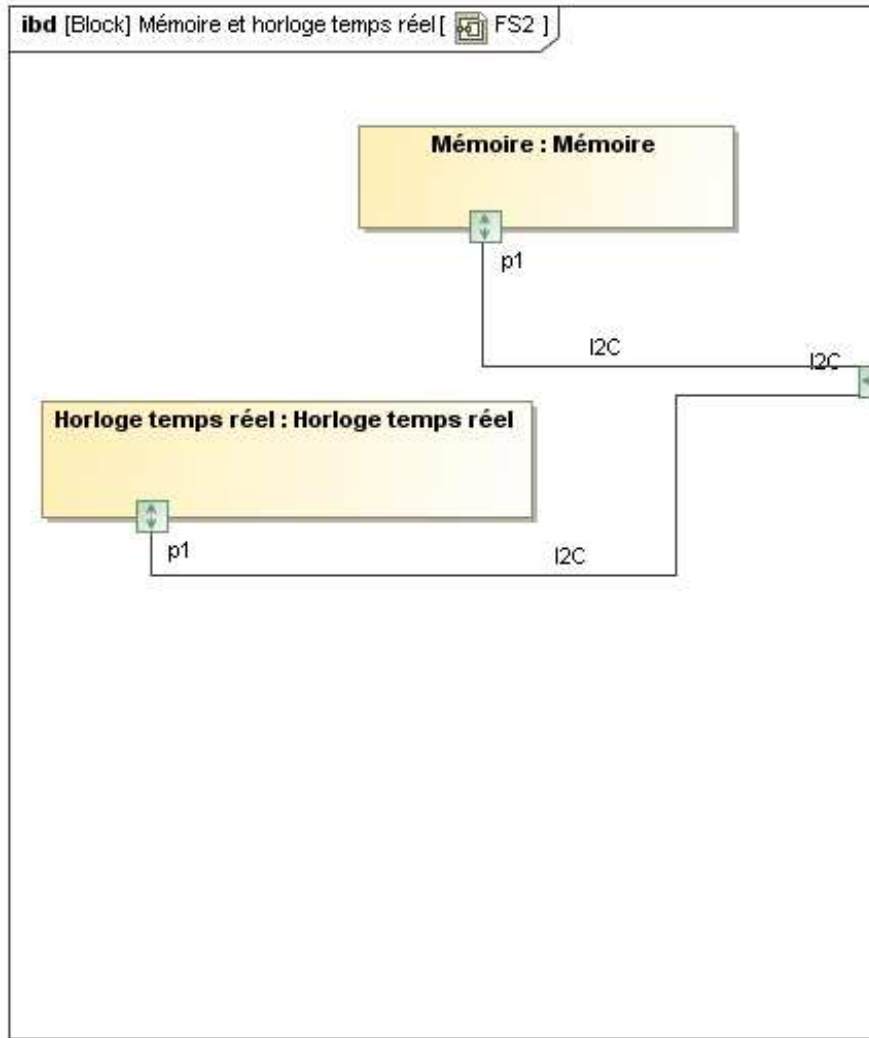 ibd [Block] Mémoire et horloge temps réel [ FS2 ]
Mémoire : Mémoire
p1
I2C
I2C
Horloge temps réel : Horloge temps réel
p1
I2C